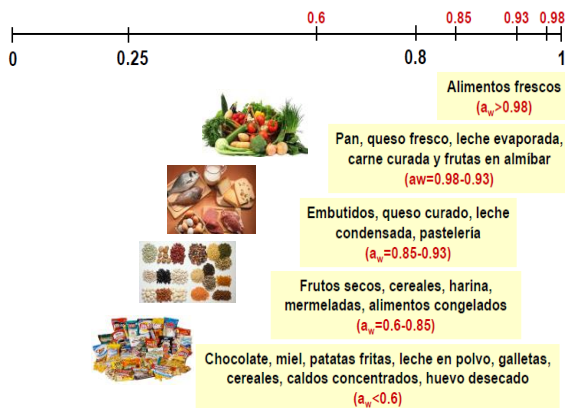 0.6 0.85 0.93 0.98
0 0.25 0.8 1
Alimentos frescos
(aw>0.98)
Pan, queso fresco, leche evaporada,
carne curada y frutas en almíbar
(aw=0.98-0.93)
Embutidos, queso curado, leche
condensada, pastelería
(aw=0.85-0.93)
Frutos secos, cereales, harina,
mermeladas, alimentos congelados
(aw=0.6-0.85)
Chocolate, miel, patatas fritas, leche en polvo, galletas,
cereales, caldos concentrados, huevo desecado
(aw<0.6)